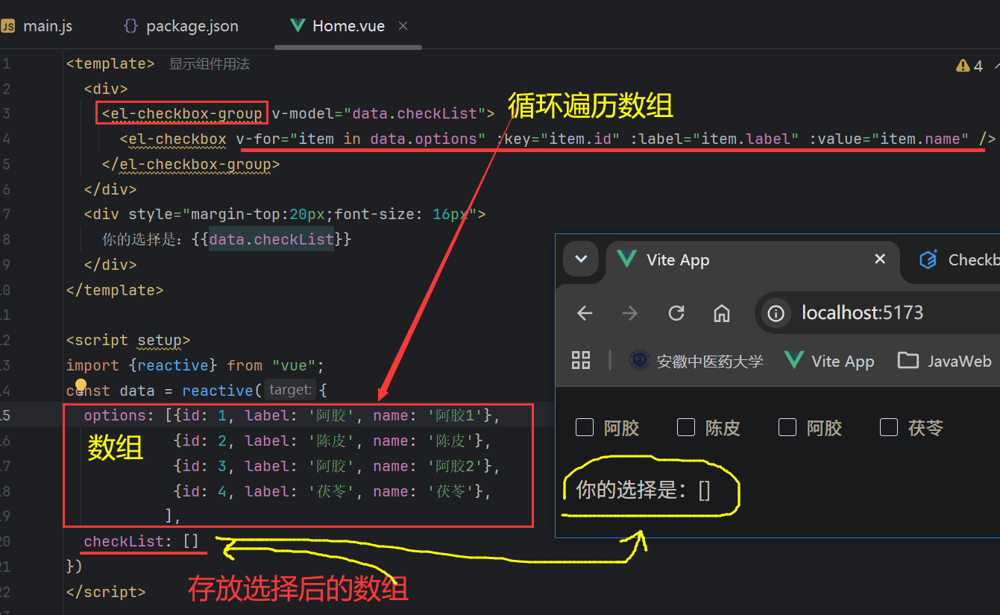 JS main.js {} package.json Home.vue ×
1 <template> 显示组件用法
4
2 <div>
3 <el-checkbox-group v-model="data.checkList">
循环遍历数组
4 <el-checkbox v-for="item in data.options" :key="item.id" :label="item.label" :value="item.name" />
5 </el-checkbox-group>
6 </div>
7 <div style="margin-top:20px;font-size: 16px">
8 你的选择是：{{data.checkList}}
9 </div>
10 </template>
11
12 <script setup>
13 import {reactive} from "vue";
14 const data = reactive( target: {
15 options: [{id: 1, label: '阿胶', name: '阿胶1'},
16 {id: 2, label: '陈皮', name: '陈皮'},
数组
17 {id: 3, label: '阿胶', name: '阿胶2'},
18 {id: 4, label: '茯苓', name: '茯苓'},
19 ],
20 checkList: []
21 })
22 </script>
存放选择后的数组
Vite App × Checkb
localhost:5173
安徽中医药大学 Vite App JavaWeb
阿胶 陈皮 阿胶 茯苓
你的选择是：[]